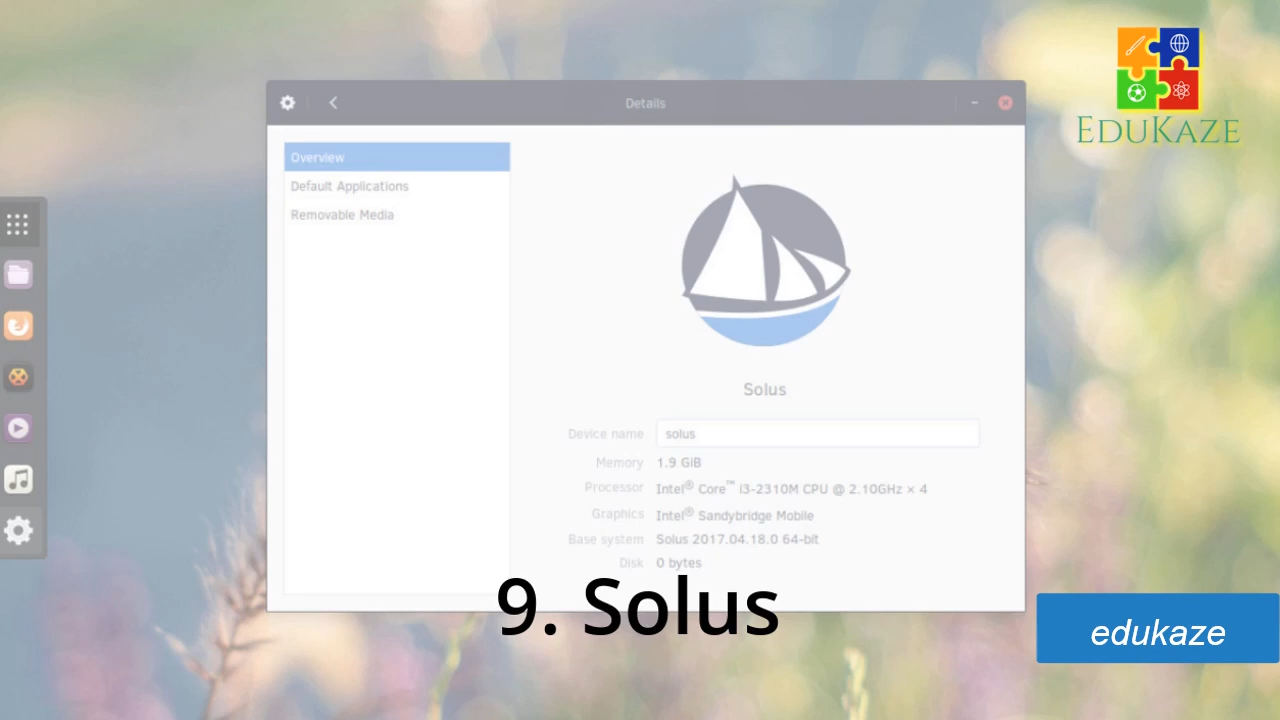 Details
EduKaze
Overview
Default Applications
Removable Media
Solus
Device name solus
Memory 1.9 GiB
Processor Intel® Core™ i3-2310M CPU @ 2.10GHz × 4
Graphics Intel® Sandybridge Mobile
Base system Solus 2017.04.18.0 64-bit
Disk 0 bytes
9. Solus
edukaze